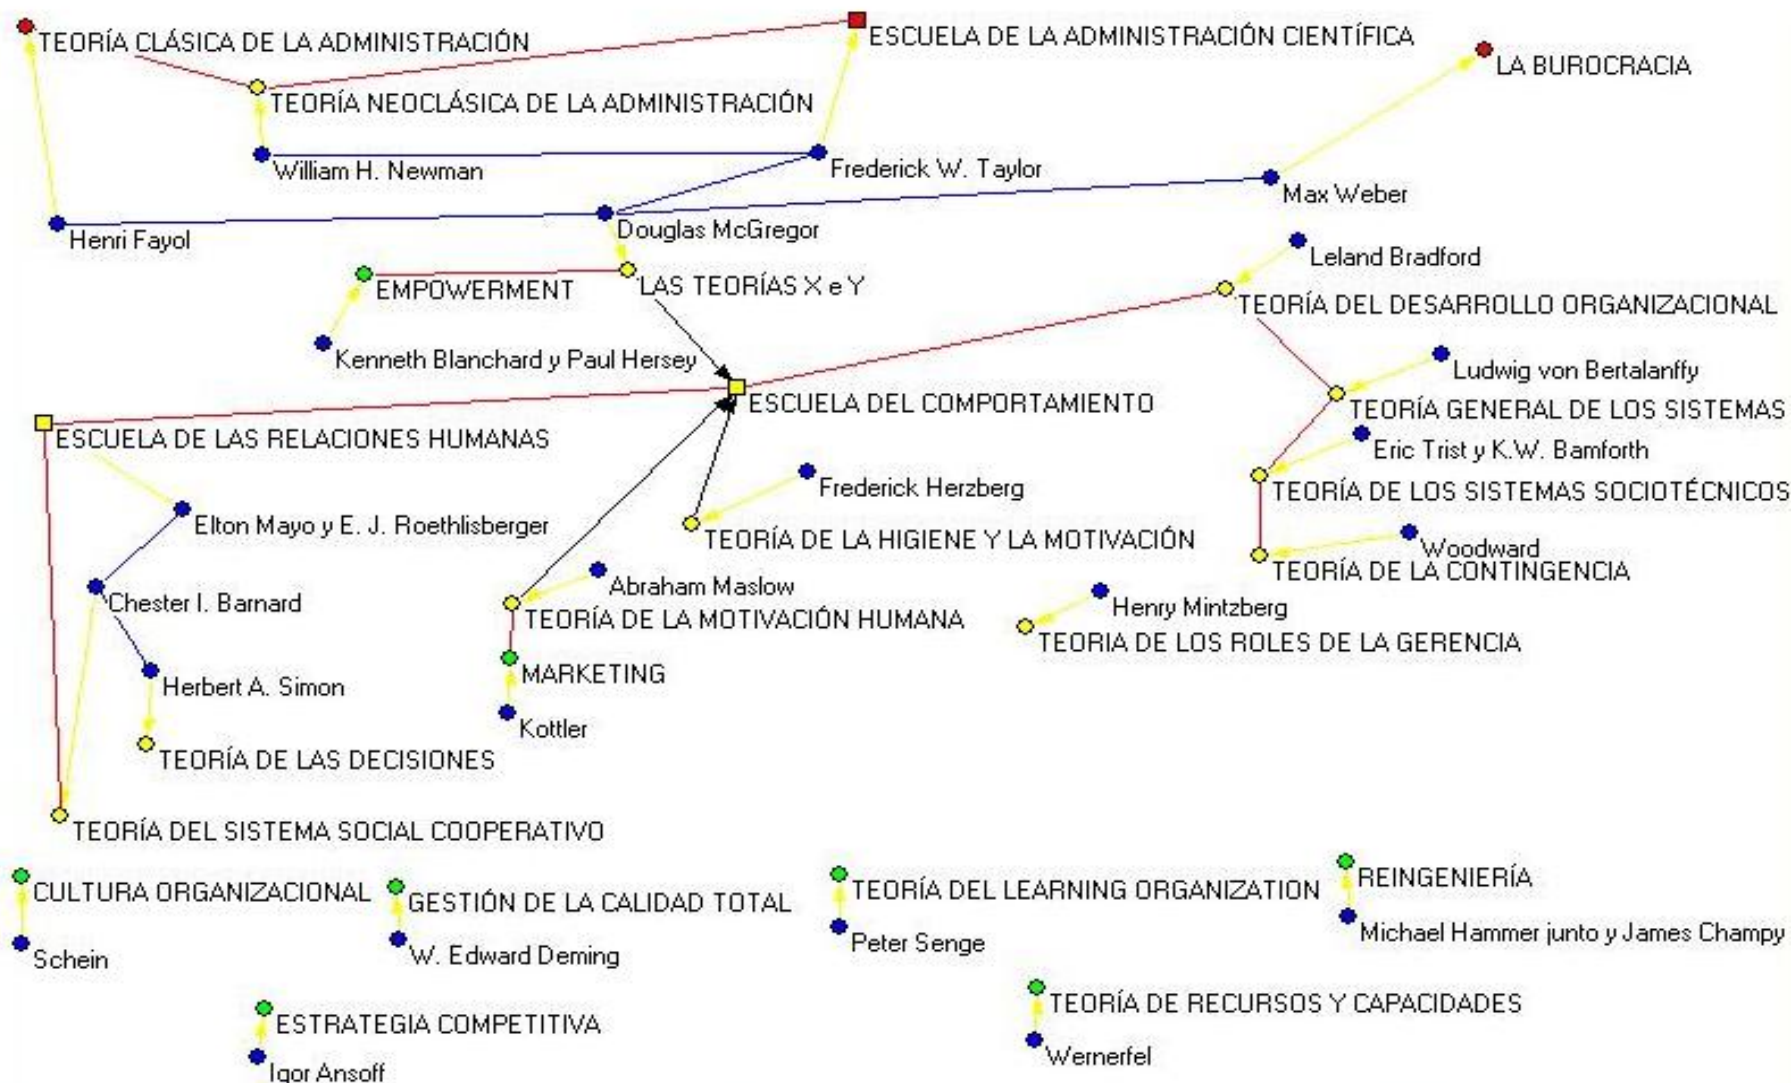 TEORÍA CLÁSICA DE LA ADMINISTRACIÓN
ESCUELA DE LA ADMINISTRACIÓN CIENTÍFICA
LA BUROCRACIA
TEORÍA NEOCLÁSICA DE LA ADMINISTRACIÓN
William H. Newman
Frederick W. Taylor
Max Weber
Henri Fayol
Douglas McGregor
Leland Bradford
EMPOWERMENT
LAS TEORÍAS X e Y
TEORÍA DEL DESARROLLO ORGANIZACIONAL
Kenneth Blanchard y Paul Hersey
Ludwig von Bertalanffy
ESCUELA DEL COMPORTAMIENTO
TEORÍA GENERAL DE LOS SISTEMAS
ESCUELA DE LAS RELACIONES HUMANAS
Eric Trist y K.W. Bamforth
Frederick Herzberg
TEORÍA DE LOS SISTEMAS SOCIOTÉCNICOS
Elton Mayo y E. J. Roethlisberger
TEORÍA DE LA HIGIENE Y LA MOTIVACIÓN
Woodward
TEORÍA DE LA CONTINGENCIA
Abraham Maslow
Chester I. Barnard
Henry Mintzberg
TEORÍA DE LA MOTIVACIÓN HUMANA
TEORIA DE LOS ROLES DE LA GERENCIA
MARKETING
Herbert A. Simon
Kottler
TEORÍA DE LAS DECISIONES
TEORÍA DEL SISTEMA SOCIAL COOPERATIVO
CULTURA ORGANIZACIONAL
GESTIÓN DE LA CALIDAD TOTAL
TEORÍA DEL LEARNING ORGANIZATION
REINGENIERÍA
Schein
W. Edward Deming
Peter Senge
Michael Hammer junto y James Champy
ESTRATEGIA COMPETITIVA
TEORÍA DE RECURSOS Y CAPACIDADES
Igor Ansoff
Wernerfel